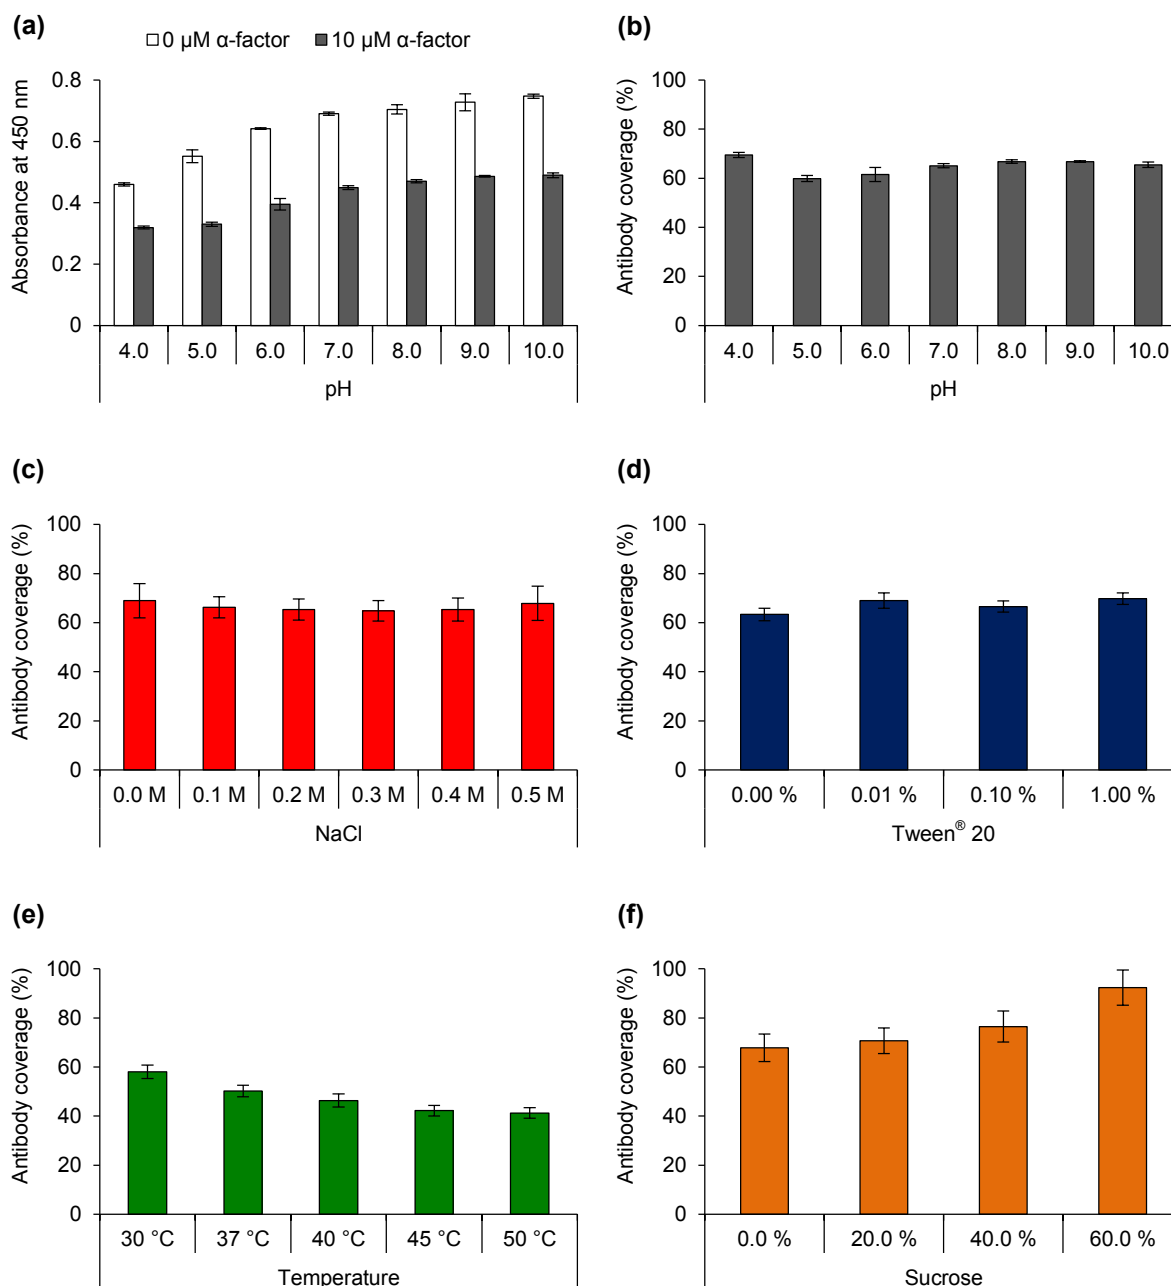 (a)
0 µM α-factor 10 µM α-factor
Absorbance at 450 nm
0.8
0.6
0.4
0.2
0
4.0 5.0 6.0 7.0 8.0 9.0 10.0
pH
(b)
Antibody coverage (%)
100
80
60
40
20
0
4.0 5.0 6.0 7.0 8.0 9.0 10.0
pH
(c)
Antibody coverage (%)
100
80
60
40
20
0
0.0 M 0.1 M 0.2 M 0.3 M 0.4 M 0.5 M
NaCl
(d)
Antibody coverage (%)
100
80
60
40
20
0
0.00 % 0.01 % 0.10 % 1.00 %
Tween® 20
(e)
Antibody coverage (%)
100
80
60
40
20
0
30 °C 37 °C 40 °C 45 °C 50 °C
Temperature
(f)
Antibody coverage (%)
100
80
60
40
20
0
0.0 % 20.0 % 40.0 % 60.0 %
Sucrose